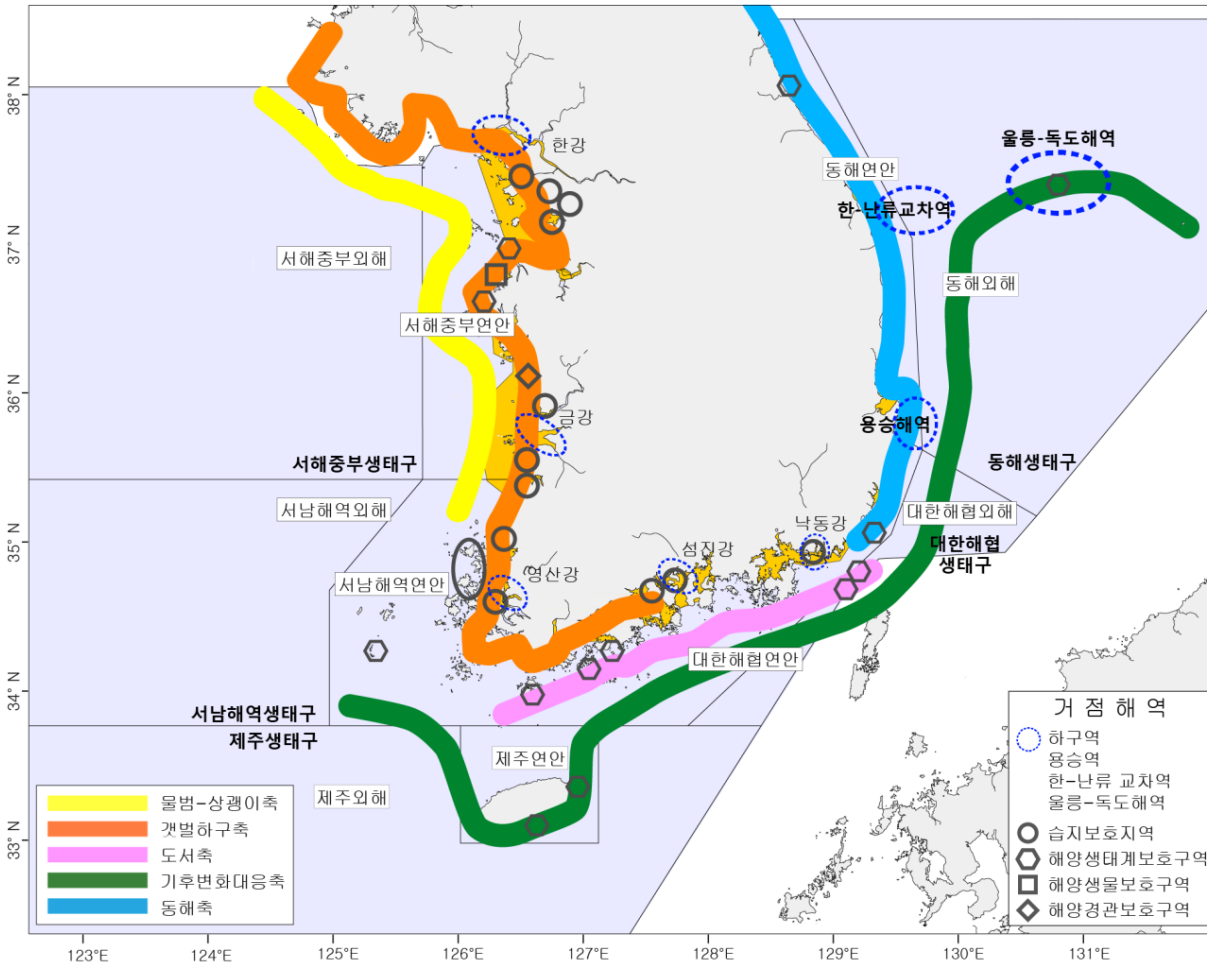 38°N
37°N
36°N
35°N
34°N
33°N
한강
울릉-독도해역
동해연안
한-난류교차역
서해중부외해
동해외해
서해중부연안
금강
용승해역
서해중부생태구
동해생태구
서남해역외해
대한해협외해
낙동강
대한해협
생태구
섬진강
영산강
서남해역연안
대한해협연안
서남해역생태구
제주생태구
제주연안
제주외해
물범-상괭이축
갯벌하구축
도서축
기후변화대응축
동해축
거점해역
하구역
용승역
한-난류 교차역
울릉-독도해역
습지보호지역
해양생태계보호구역
해양생물보호구역
해양경관보호구역
123°E
124°E
125°E
126°E
127°E
128°E
129°E
130°E
131°E